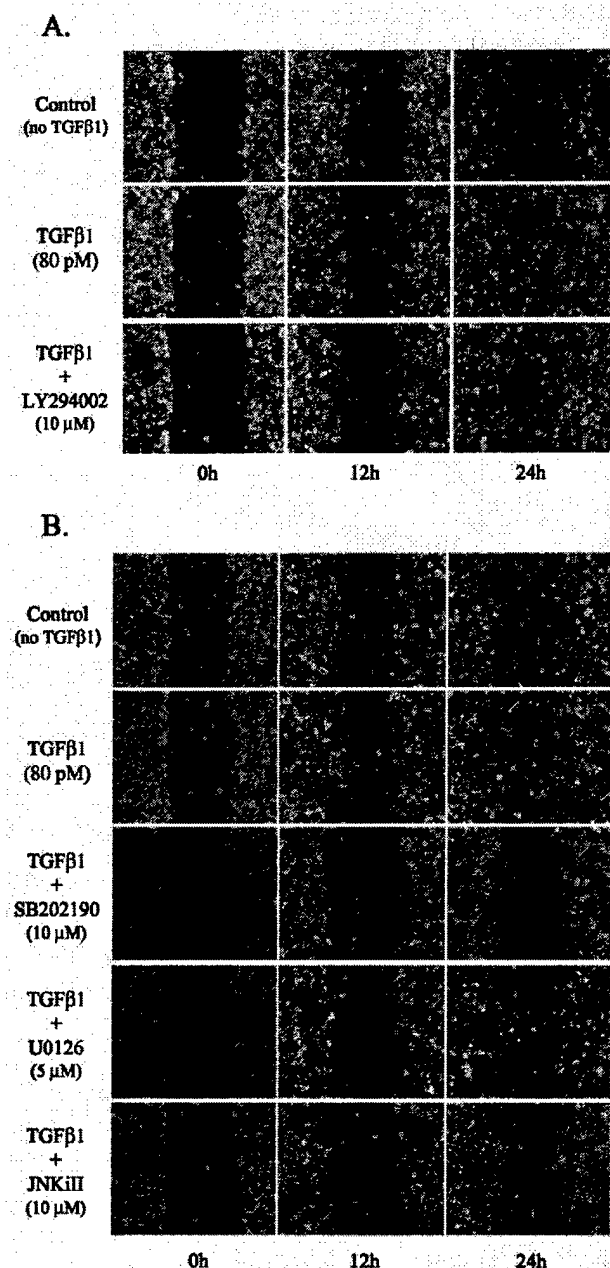 A.
Control
(no TGFβ1)
TGFβ1
(80 pM)
TGFβ1
+
LY294002
(10 μM)
0h
12h
24h
B.
Control
(no TGFβ1)
TGFβ1
(80 pM)
TGFβ1
+
SB202190
(10 μM)
TGFβ1
+
U0126
(5 μM)
TGFβ1
+
JNKiII
(10 μM)
0h
12h
24h